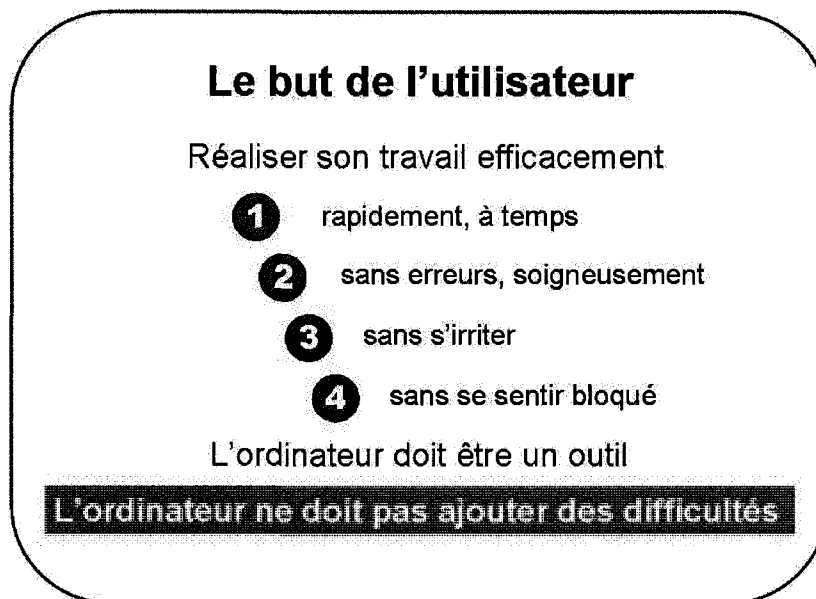 Le but de l'utilisateur
Réaliser son travail efficacement
1 rapidement, à temps
2 sans erreurs, soigneusement
3 sans s'irriter
4 sans se sentir bloqué
L'ordinateur doit être un outil
L'ordinateur ne doit pas ajouter des difficultés